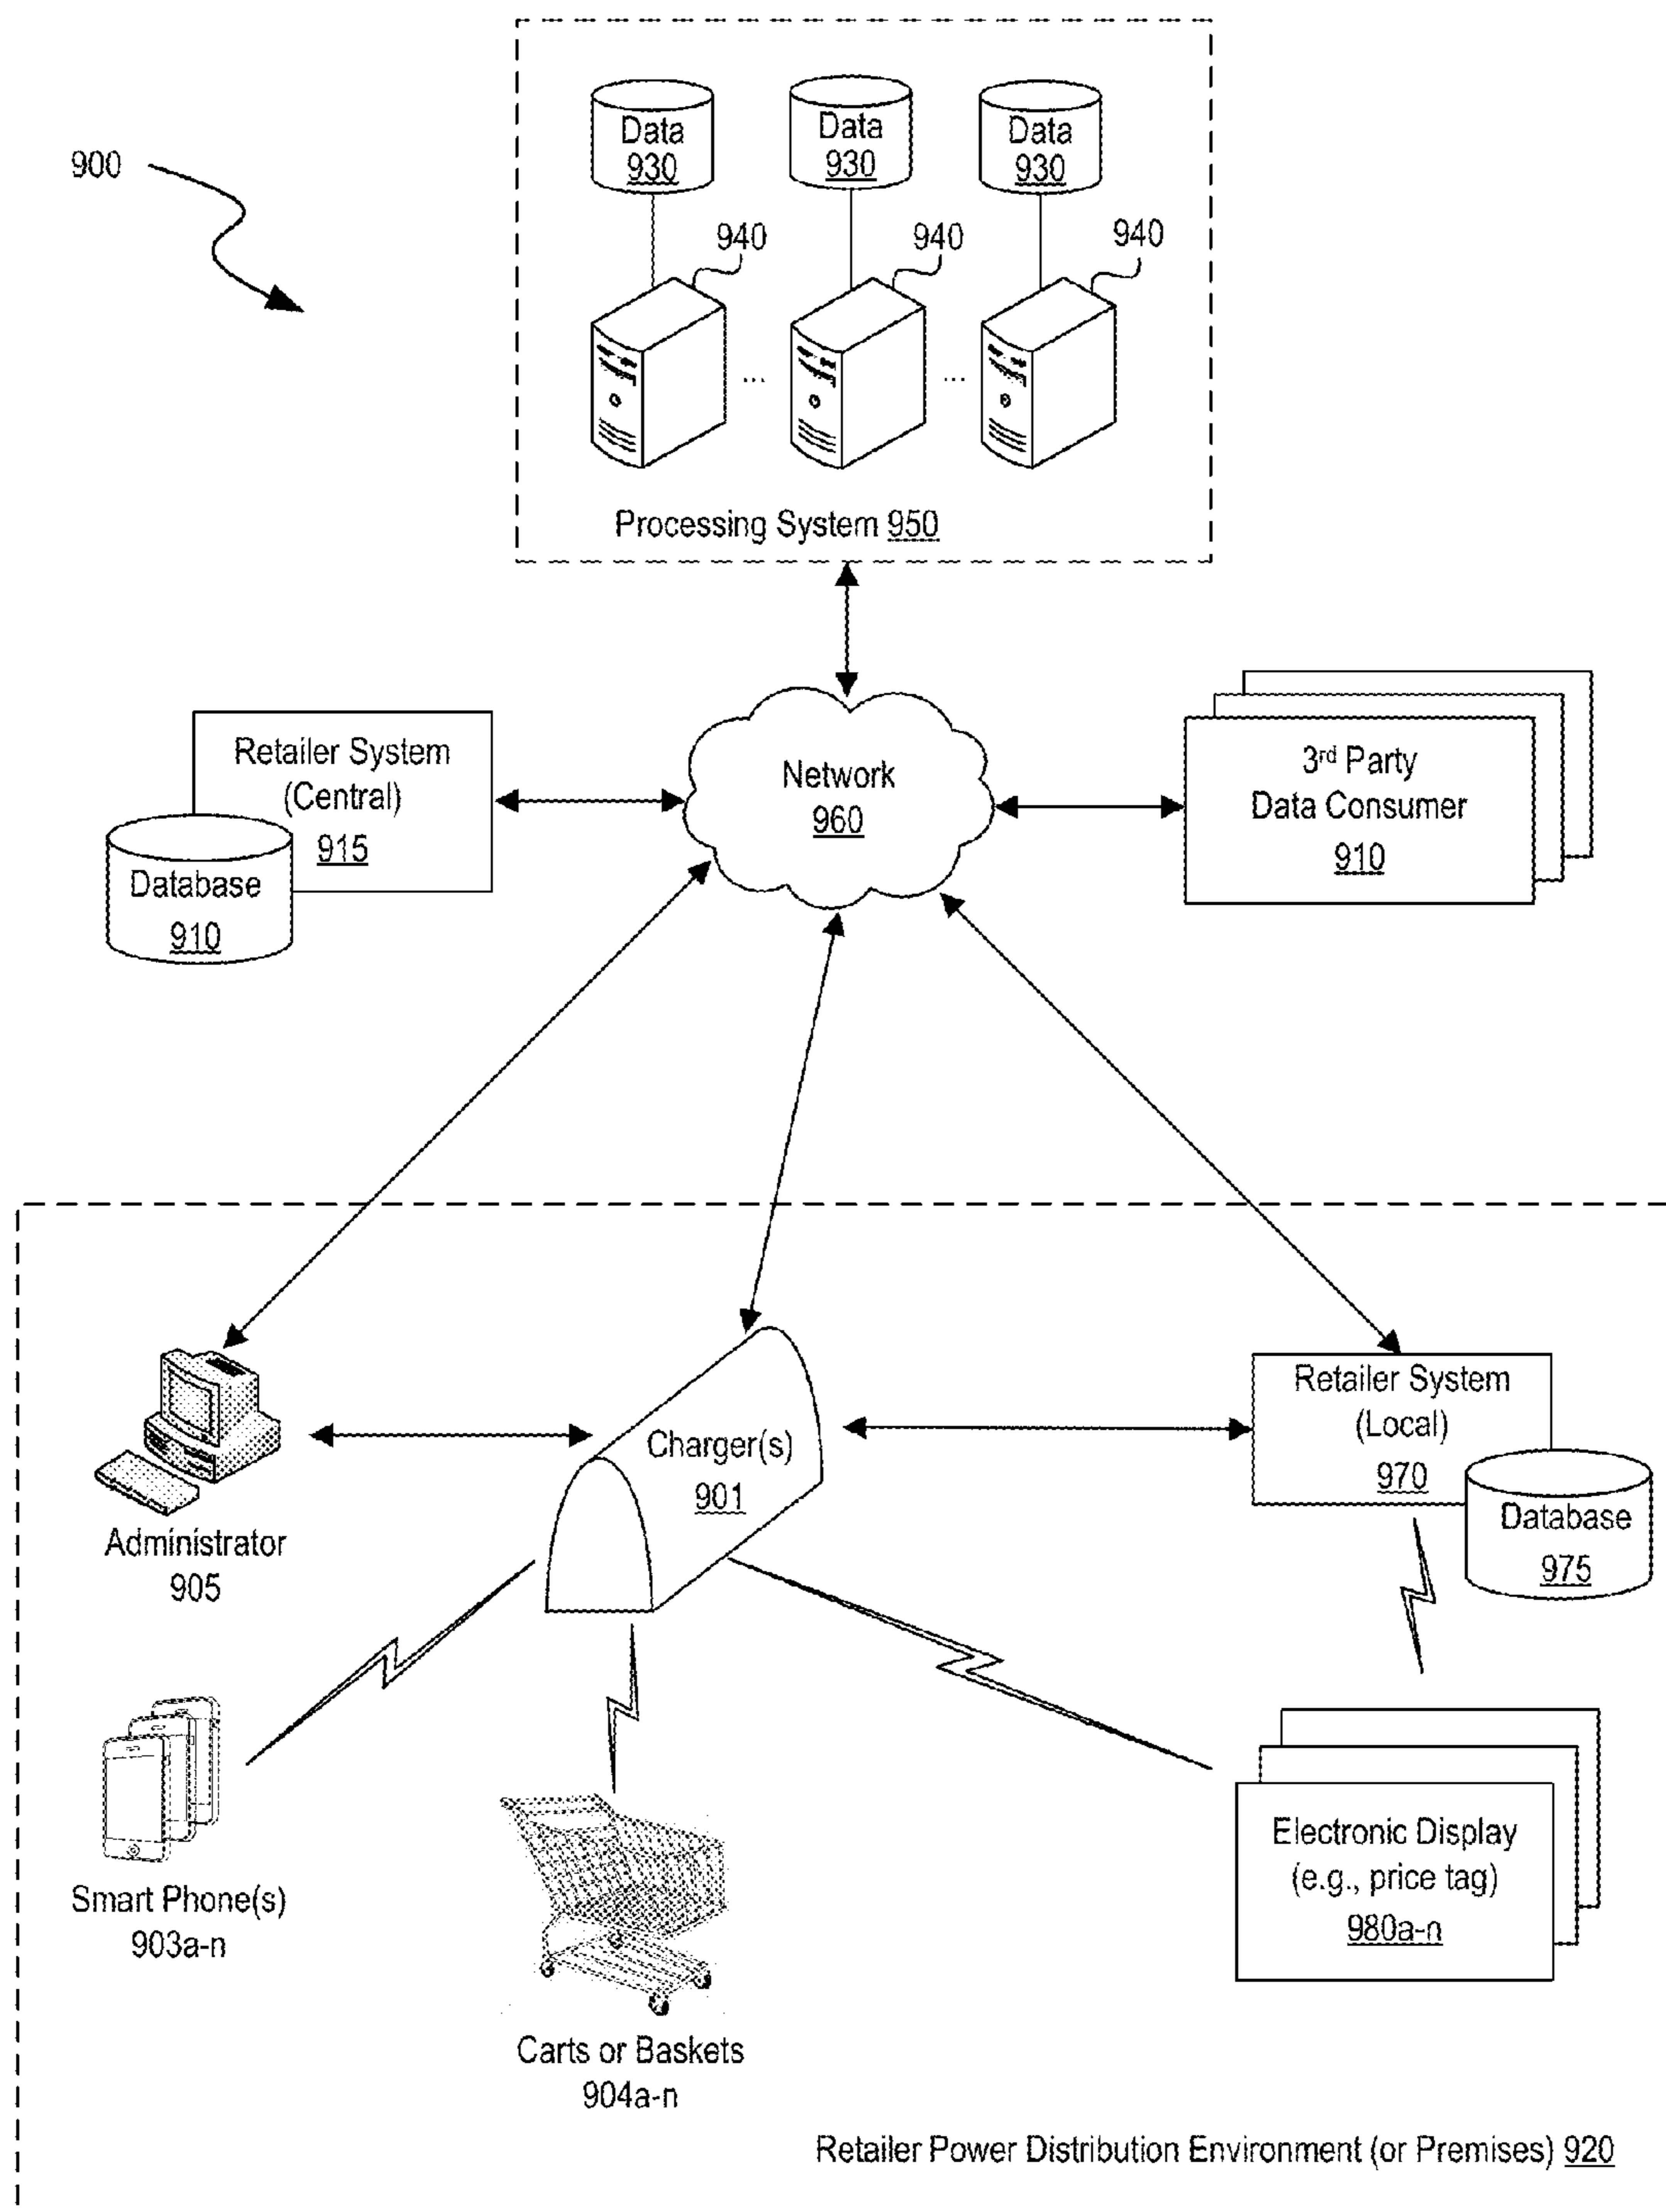 900
Data
930
Data
930
Data
930
940
940
940
...
...
Processing System 950
Retailer System
(Central)
915
Database
910
Network
960
3rd Party
Data Consumer
910
Administrator
905
Charger(s)
901
Retailer System
(Local)
970
Database
975
Smart Phone(s)
903a-n
Carts or Baskets
904a-n
Electronic Display
(e.g., price tag)
980a-n
Retailer Power Distribution Environment (or Premises) 920